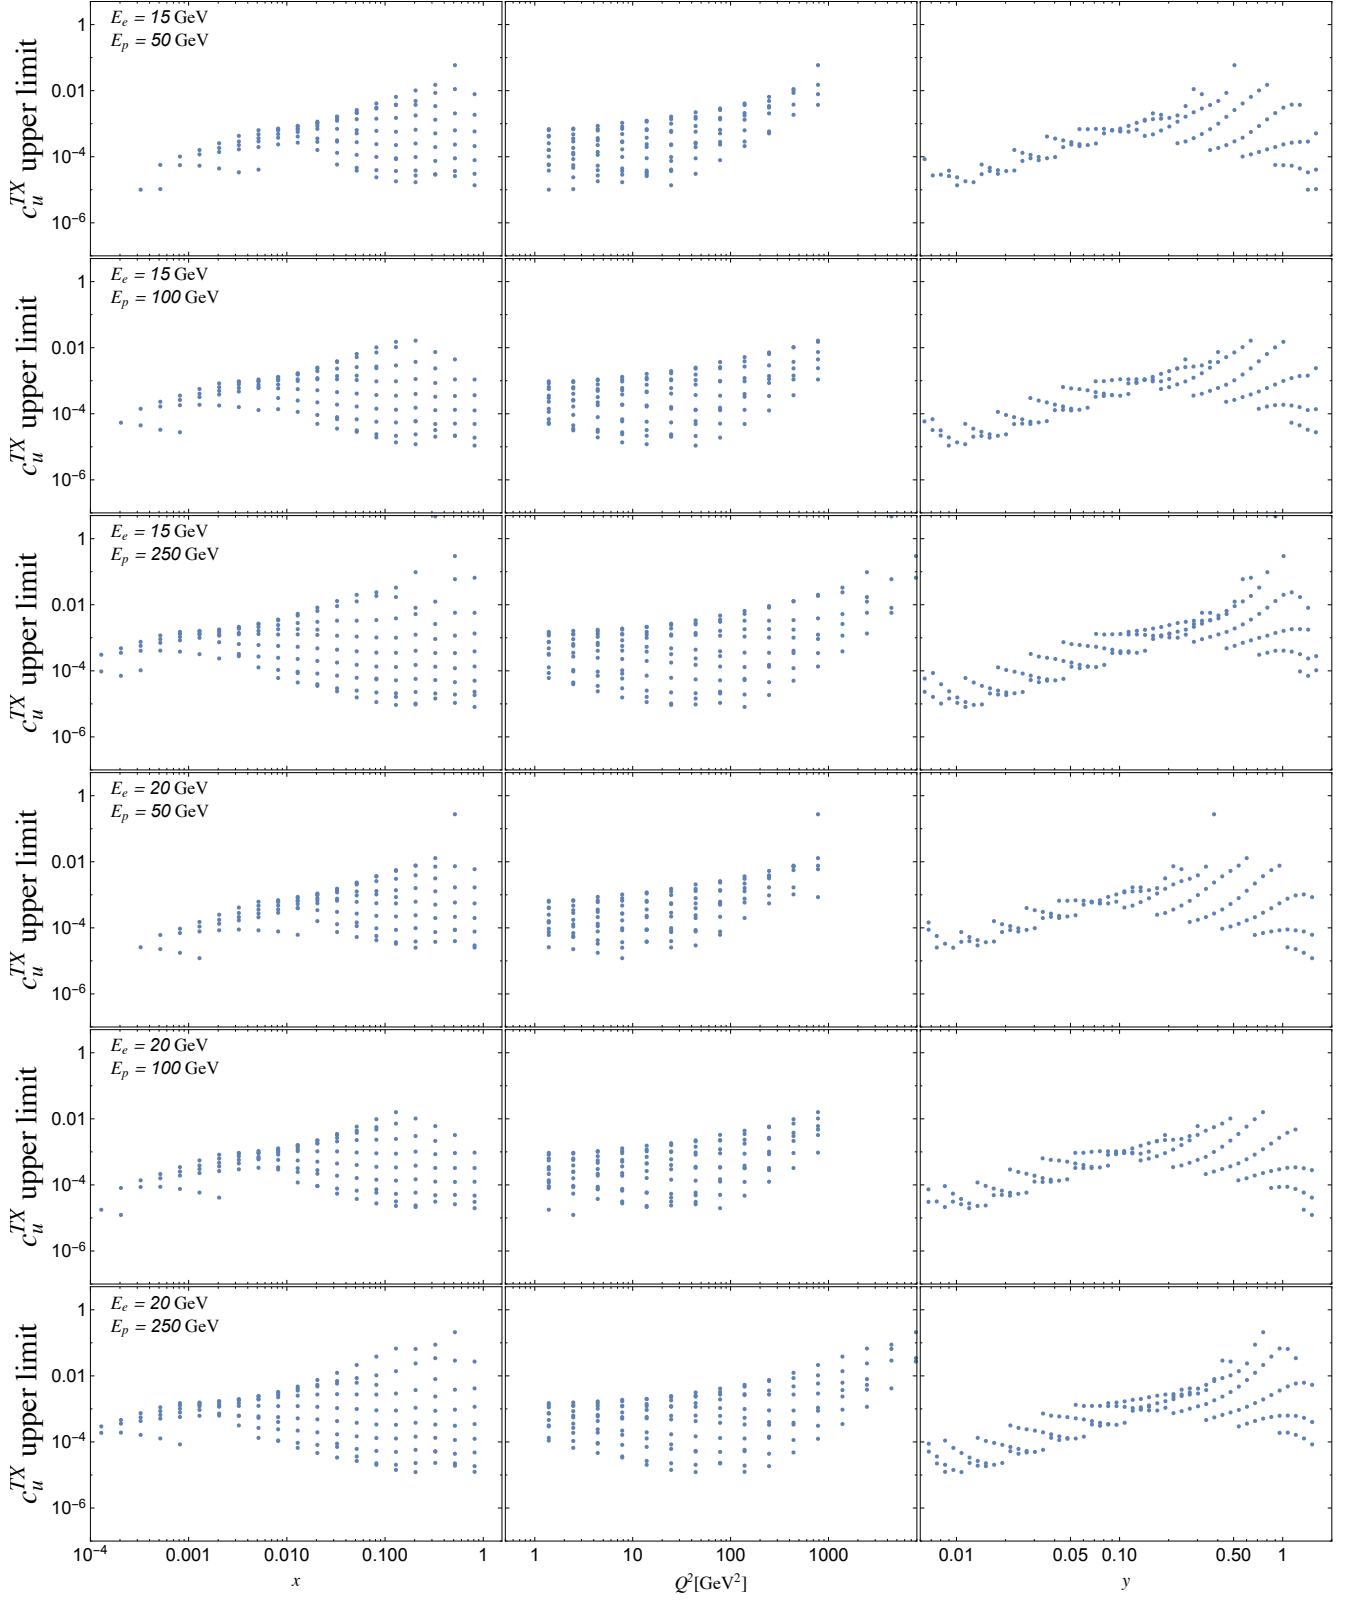 E_e = 15 GeV
E_p = 50 GeV
c_u^{TX} upper limit
1
0.01
10^{-4}
10^{-6}
E_e = 15 GeV
E_p = 100 GeV
c_u^{TX} upper limit
1
0.01
10^{-4}
10^{-6}
E_e = 15 GeV
E_p = 250 GeV
c_u^{TX} upper limit
1
0.01
10^{-4}
10^{-6}
E_e = 20 GeV
E_p = 50 GeV
c_u^{TX} upper limit
1
0.01
10^{-4}
10^{-6}
E_e = 20 GeV
E_p = 100 GeV
c_u^{TX} upper limit
1
0.01
10^{-4}
10^{-6}
E_e = 20 GeV
E_p = 250 GeV
c_u^{TX} upper limit
1
0.01
10^{-4}
10^{-6}
10^{-4} 0.001 0.010 0.100 1 1 10 100 1000 0.01 0.05 0.10 0.50 1
x Q^2[GeV^2] y